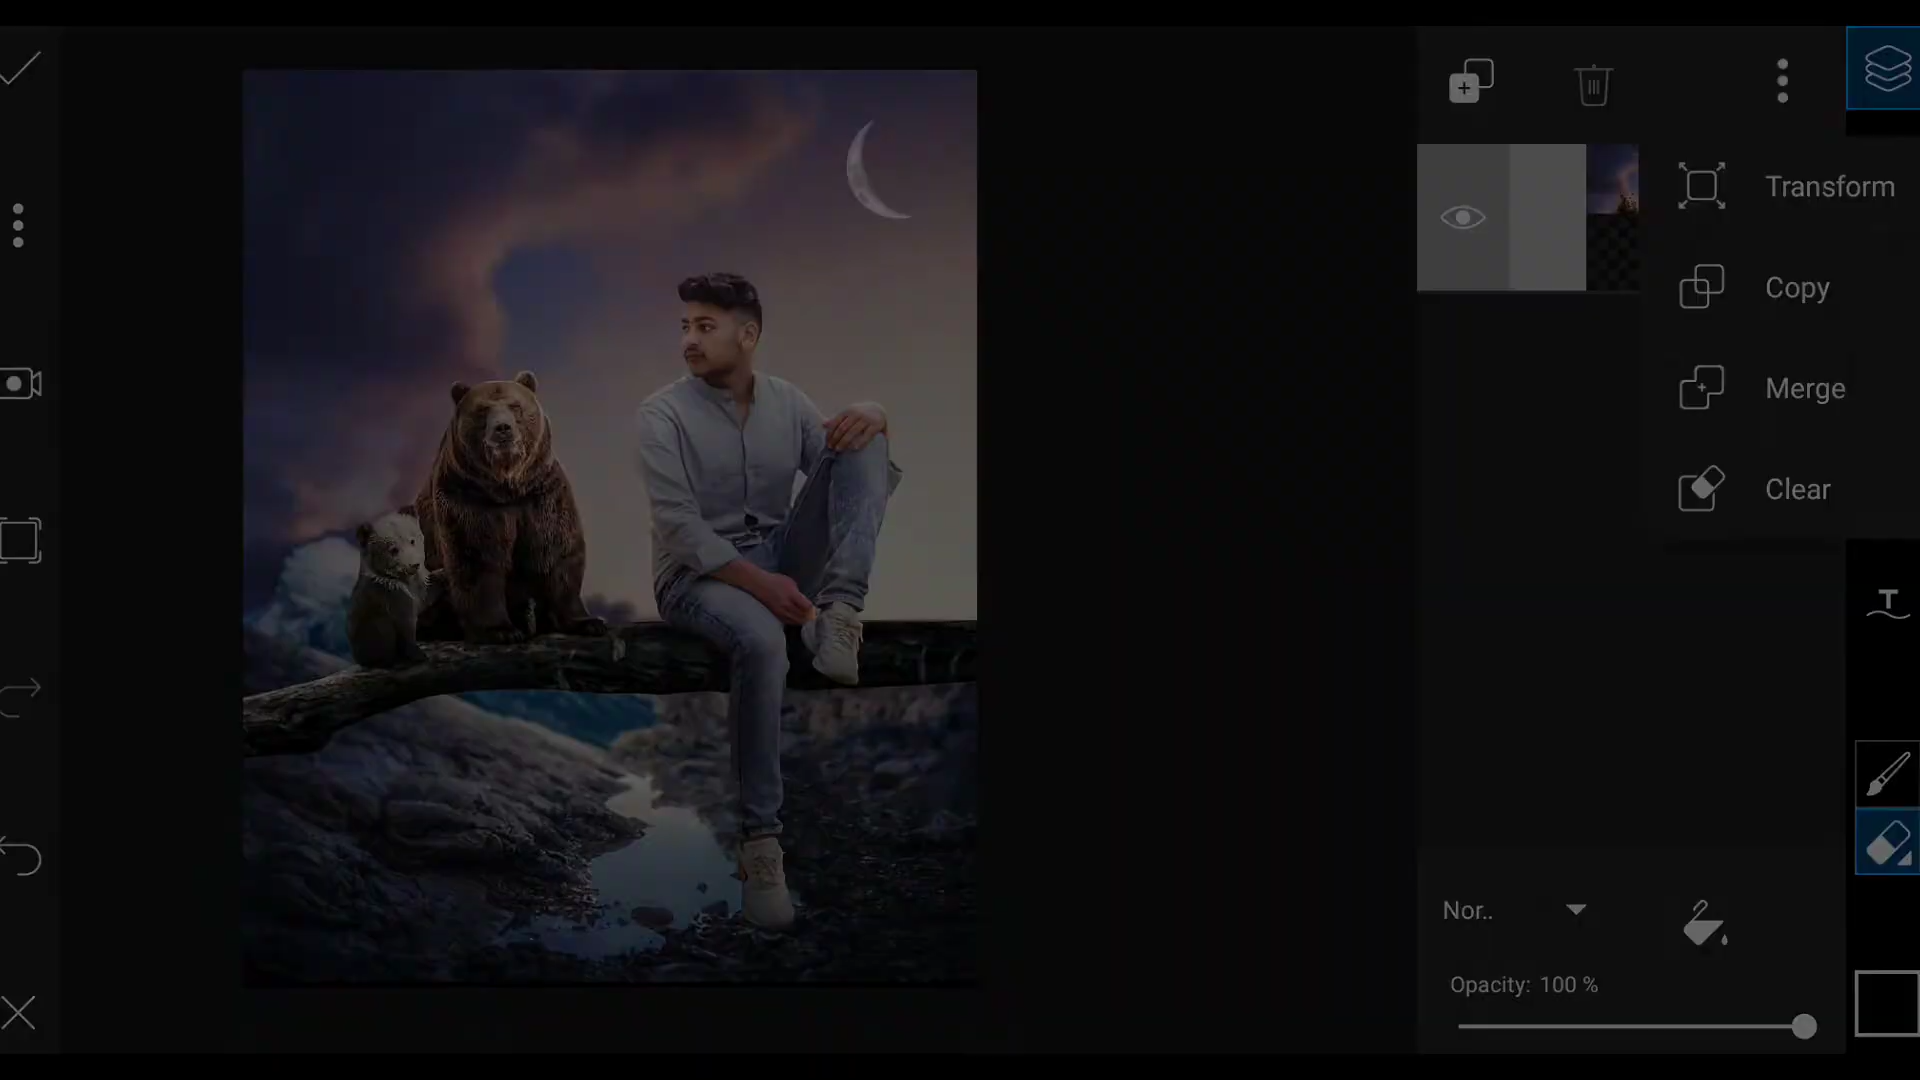 Transform
Copy
Merge
Clear
T
Nor..
Opacity: 100 %